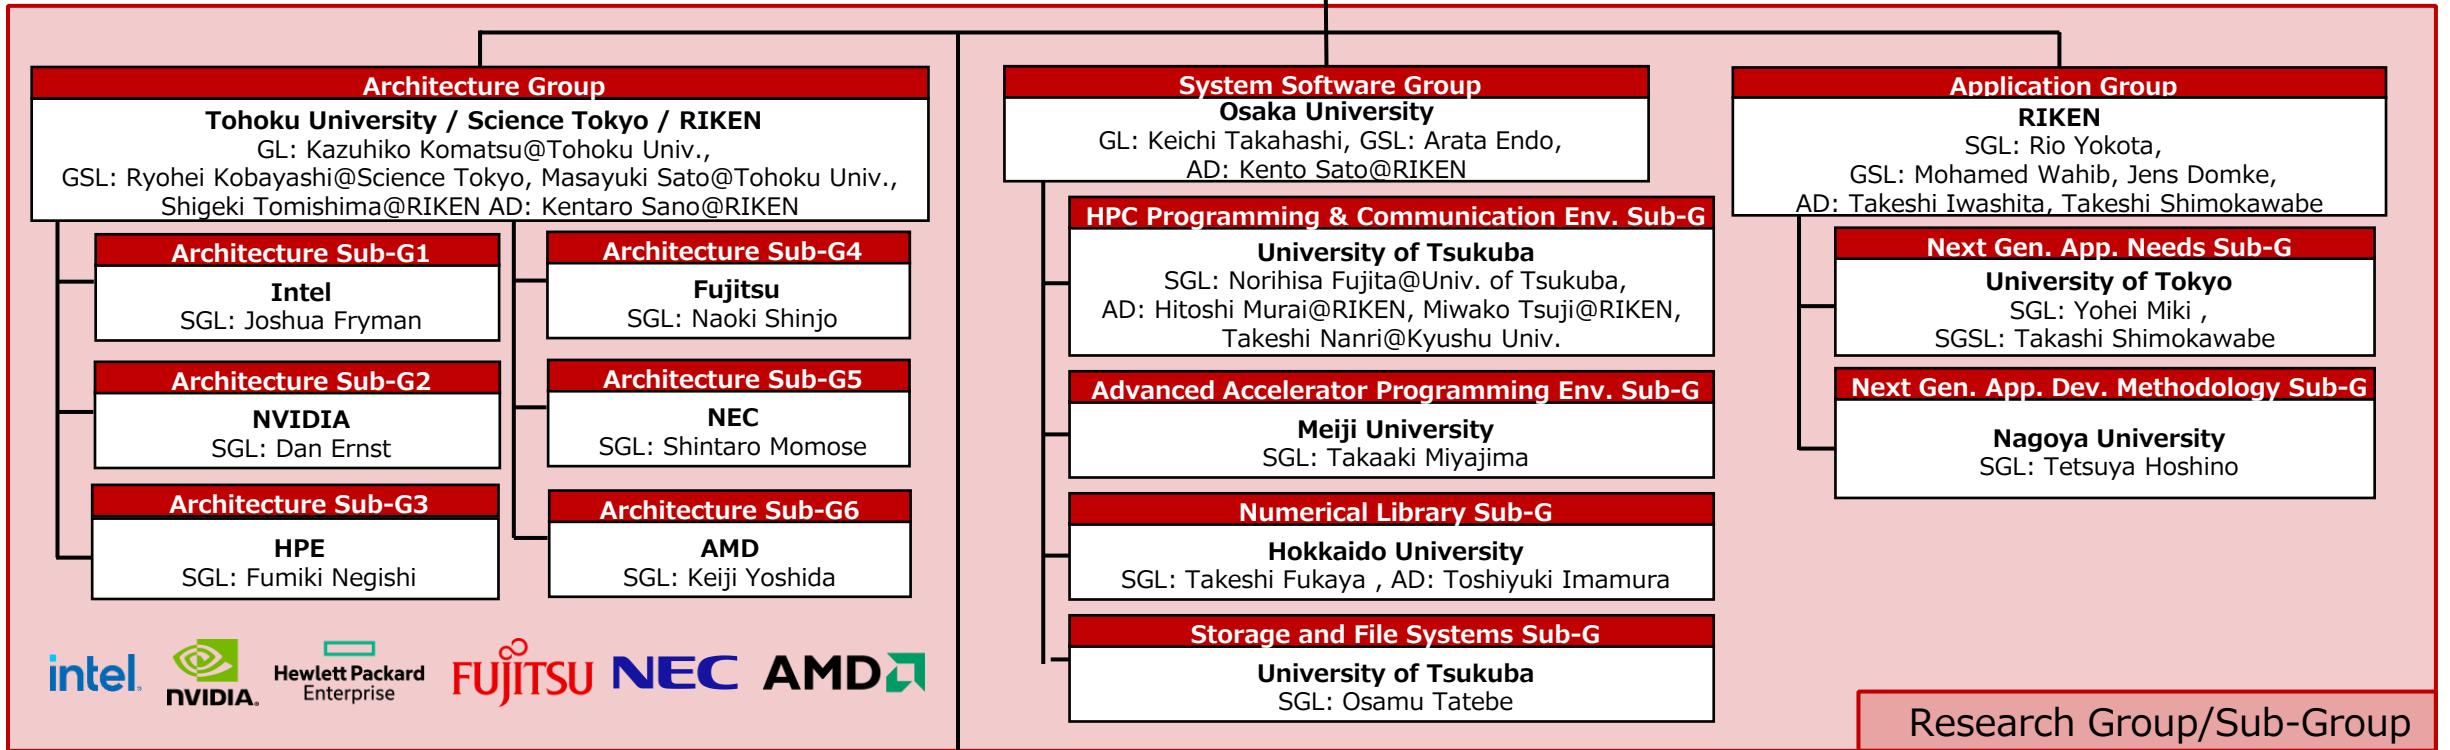 Architecture Group
Tohoku University / Science Tokyo / RIKEN
GL: Kazuhiko Komatsu@Tohoku Univ.,
GSL: Ryohei Kobayashi@Science Tokyo, Masayuki Sato@Tohoku Univ.,
Shigeki Tomishima@RIKEN AD: Kentaro Sano@RIKEN
Architecture Sub-G1
Intel
SGL: Joshua Fryman
Architecture Sub-G2
NVIDIA
SGL: Dan Ernst
Architecture Sub-G3
HPE
SGL: Fumiki Negishi
Architecture Sub-G4
Fujitsu
SGL: Naoki Shinjo
Architecture Sub-G5
NEC
SGL: Shintaro Momose
Architecture Sub-G6
AMD
SGL: Keiji Yoshida
intel.
NVIDIA.
Hewlett Packard
Enterprise
FUJITSU
NEC
AMD
System Software Group
Osaka University
GL: Keichi Takahashi, GSL: Arata Endo,
AD: Kento Sato@RIKEN
HPC Programming & Communication Env. Sub-G
University of Tsukuba
SGL: Norihisa Fujita@Univ. of Tsukuba,
AD: Hitoshi Murai@RIKEN, Miwako Tsuji@RIKEN,
Takeshi Nanri@Kyushu Univ.
Advanced Accelerator Programming Env. Sub-G
Meiji University
SGL: Takaaki Miyajima
Numerical Library Sub-G
Hokkaido University
SGL: Takeshi Fukaya , AD: Toshiyuki Imamura
Storage and File Systems Sub-G
University of Tsukuba
SGL: Osamu Tatebe
Application Group
RIKEN
SGL: Rio Yokota,
GSL: Mohamed Wahib, Jens Domke,
AD: Takeshi Iwashita, Takeshi Shimokawabe
Next Gen. App. Needs Sub-G
University of Tokyo
SGL: Yohei Miki ,
SGSL: Takashi Shimokawabe
Next Gen. App. Dev. Methodology Sub-G
Nagoya University
SGL: Tetsuya Hoshino
Research Group/Sub-Group